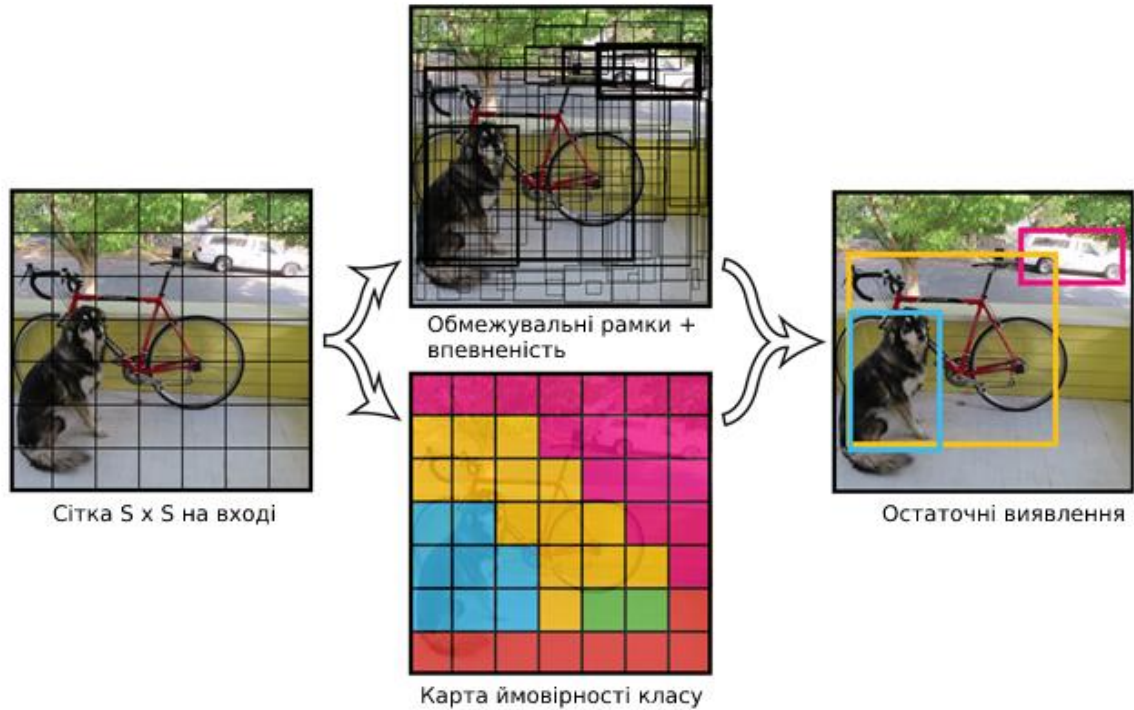 Обмежувальні рамки +
впевненість
Сітка S x S на вході
Остаточні виявлення
Карта ймовірності класу